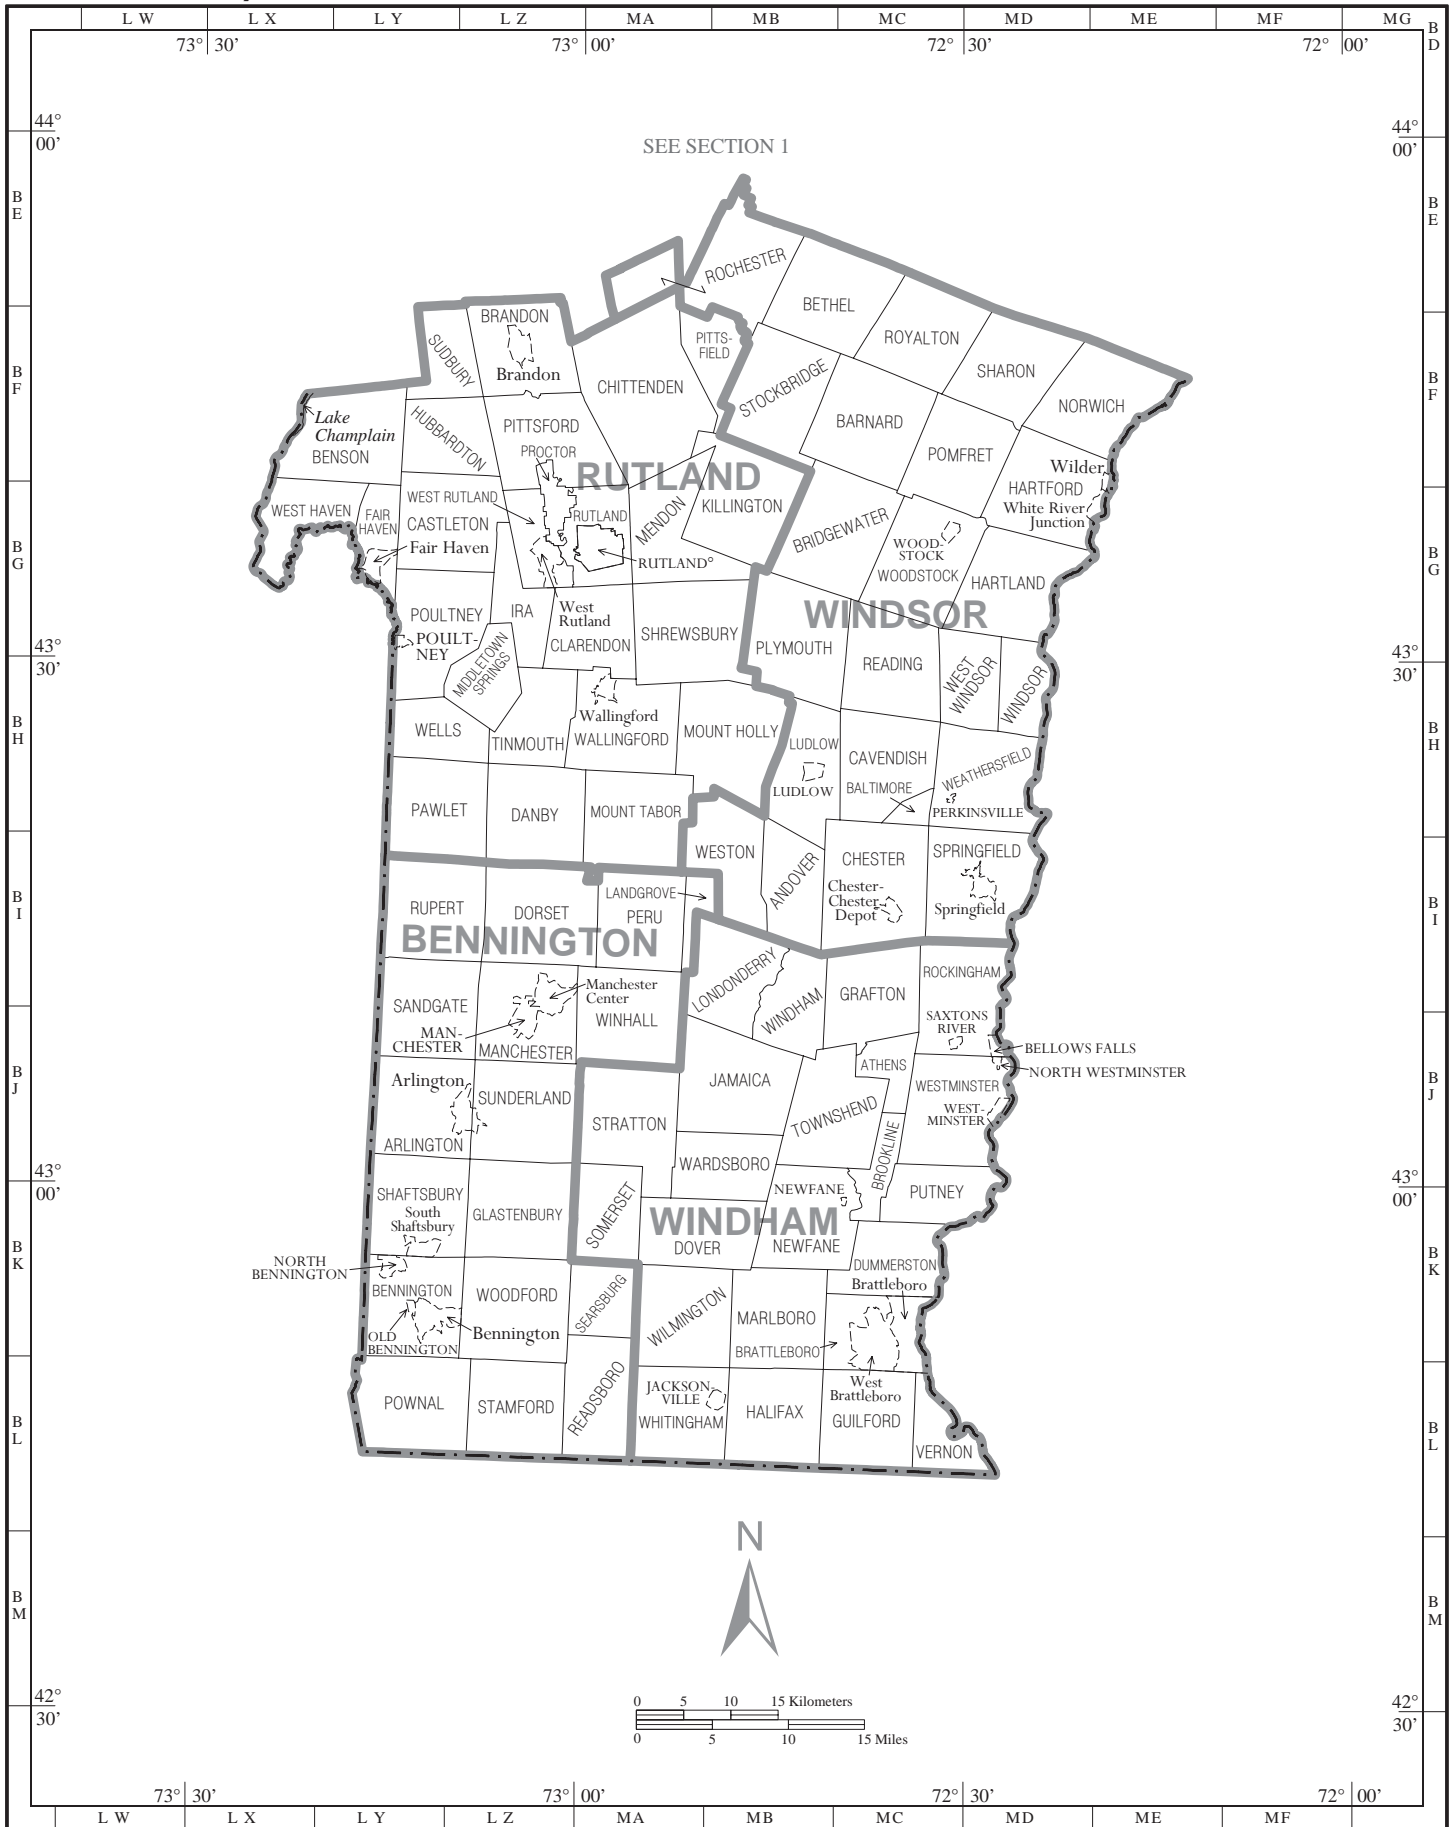 L W
L X
L Y
L Z
MA
MB
MC
MD
ME
MF
MG
B
D
73° 30'
73° 00'
72° 30'
72° 00'
44°
00'
44°
00'
SEE SECTION 1
B
E
B
E
ROCHESTER
BETHEL
BRANDON
PITTS-
FIELD
ROYALTON
SUDBURY
SHARON
Brandon
B
F
B
F
CHITTENDEN
STOCKBRIDGE
NORWICH
Lake
Champlain
BENSON
HUBBARDTON
PITTSFORD
BARNARD
PROCTOR
POMFRET
RUTLAND
Wilder
HARTFORD
WEST RUTLAND
KILLINGTON
White River
Junction
WEST HAVEN
FAIR
HAVEN
CASTLETON
RUTLAND
MENDON
BRIDGEWATER
Fair Haven
WOOD-
STOCK
B
G
B
G
RUTLAND°
WOODSTOCK
HARTLAND
POULTNEY
IRA
West
Rutland
WINDSOR
POULT-
NEY
CLARENDON
SHREWSBURY
PLYMOUTH
43°
30'
43°
30'
MIDDLETOWN
SPRINGS
READING
WEST
WINDSOR
WINDSOR
B
H
B
H
Wallingford
WELLS
TINMOUTH
WALLINGFORD
MOUNT HOLLY
LUDLOW
CAVENDISH
WEATHERSFIELD
LUDLOW
BALTIMORE
PERKINSVILLE
PAWLET
DANBY
MOUNT TABOR
WESTON
ANDOVER
CHESTER
SPRINGFIELD
B
I
B
I
LANDGROVE
Chester-
Chester
Depot
Springfield
RUPERT
DORSET
PERU
BENNINGTON
LONDONDERRY
ROCKINGHAM
Manchester
Center
WINDHAM
GRAFTON
SANDGATE
WINHALL
SAXTONS
RIVER
MAN-
CHESTER
MANCHESTER
BELLOWS FALLS
NORTH WESTMINSTER
B
J
B
J
Arlington
JAMAICA
ATHENS
WESTMINSTER
SUNDERLAND
STRATTON
TOWNSHEND
WEST-
MINSTER
ARLINGTON
WARDSBORO
BROOKLINE
43°
00'
43°
00'
SHAFTSBURY
South
Shaftsbury
GLASTENBURY
SOMERSET
NEWFANE
PUTNEY
WINDHAM
DOVER
NEWFANE
B
K
B
K
NORTH
BENNINGTON
DUMMERSTON
Brattleboro
BENNINGTON
WOODFORD
SEARSBURG
WILMINGTON
MARLBORO
OLD
BENNINGTON
Bennington
BRATTLEBORO
West
Brattleboro
POWNAL
STAMFORD
READSBORO
JACKSON-
VILLE
WHITINGHAM
HALIFAX
GUILFORD
B
L
B
L
VERNON
N
B
M
B
M
42°
30'
42°
30'
0 5 10 15 Kilometers
0 5 10 15 Miles
73° 30'
73° 00'
72° 30'
72° 00'
L W
L X
L Y
L Z
MA
MB
MC
MD
ME
MF